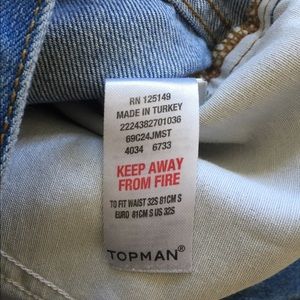 RN 125149
MADE IN TURKEY
2224382701036
69C24JMST
4034 6733
KEEP AWAY
FROM FIRE
TO FIT WAIST 32S 81CM S
EURO 81CM S US 32S
TOPMAN®